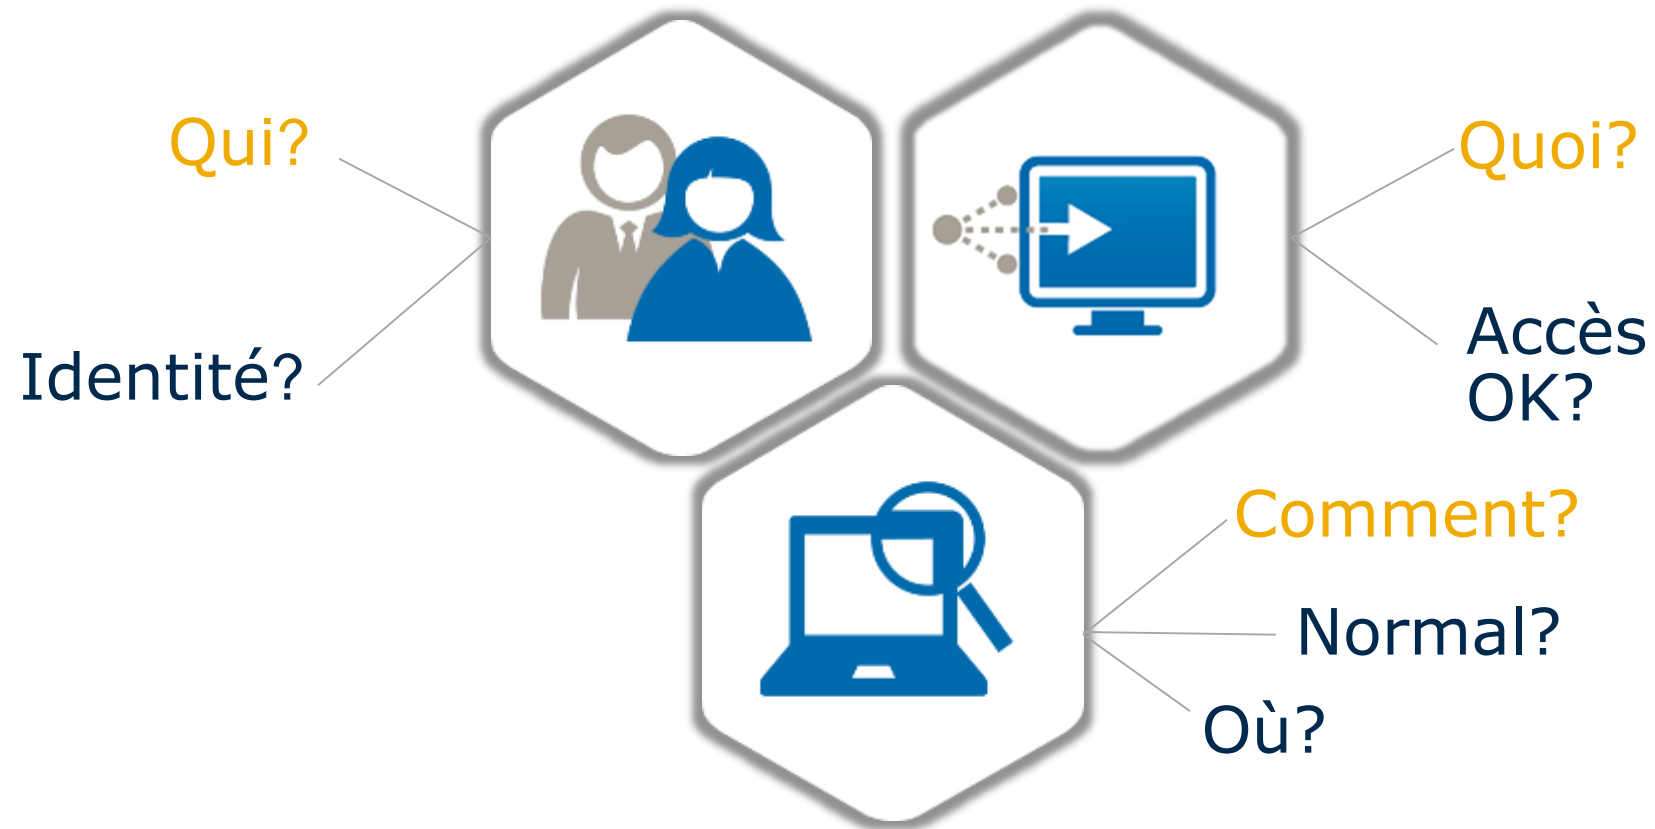 Qui?
Identité?
Quoi?
Accès
OK?
Comment?
Normal?
Où?